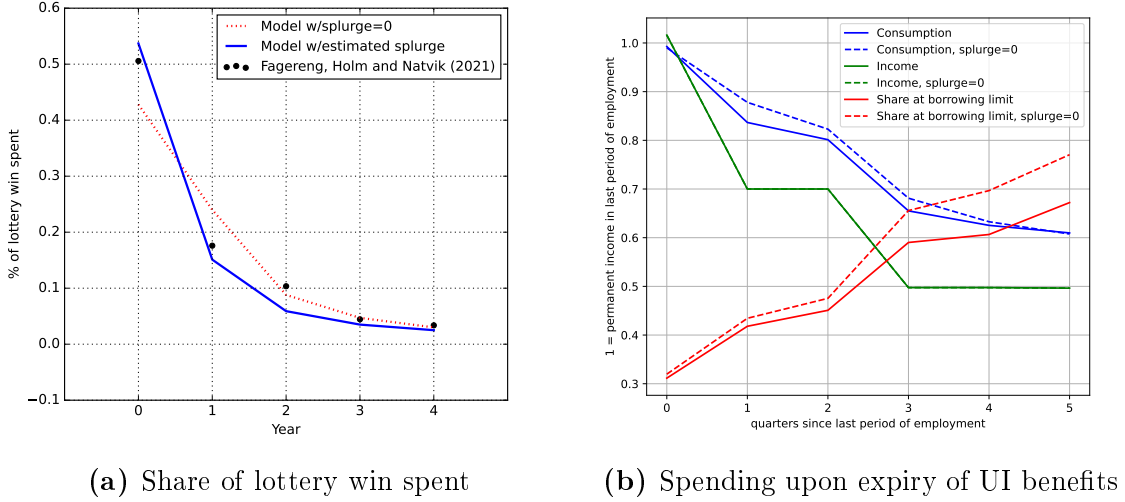 0.6
0.5
0.4
0.3
0.2
0.1
0.0
−0.1
% of lottery win spent
Model w/splurge=0
Model w/estimated splurge
Fagereng, Holm and Natvik (2021)
0 1 2 3 4
Year
(a) Share of lottery win spent
1.0
0.9
0.8
0.7
0.6
0.5
0.4
0.3
1 = permanent income in last period of employment
Consumption
Consumption, splurge=0
Income
Income, splurge=0
Share at borrowing limit
Share at borrowing limit, splurge=0
0 1 2 3 4 5
quarters since last period of employment
(b) Spending upon expiry of UI benefits